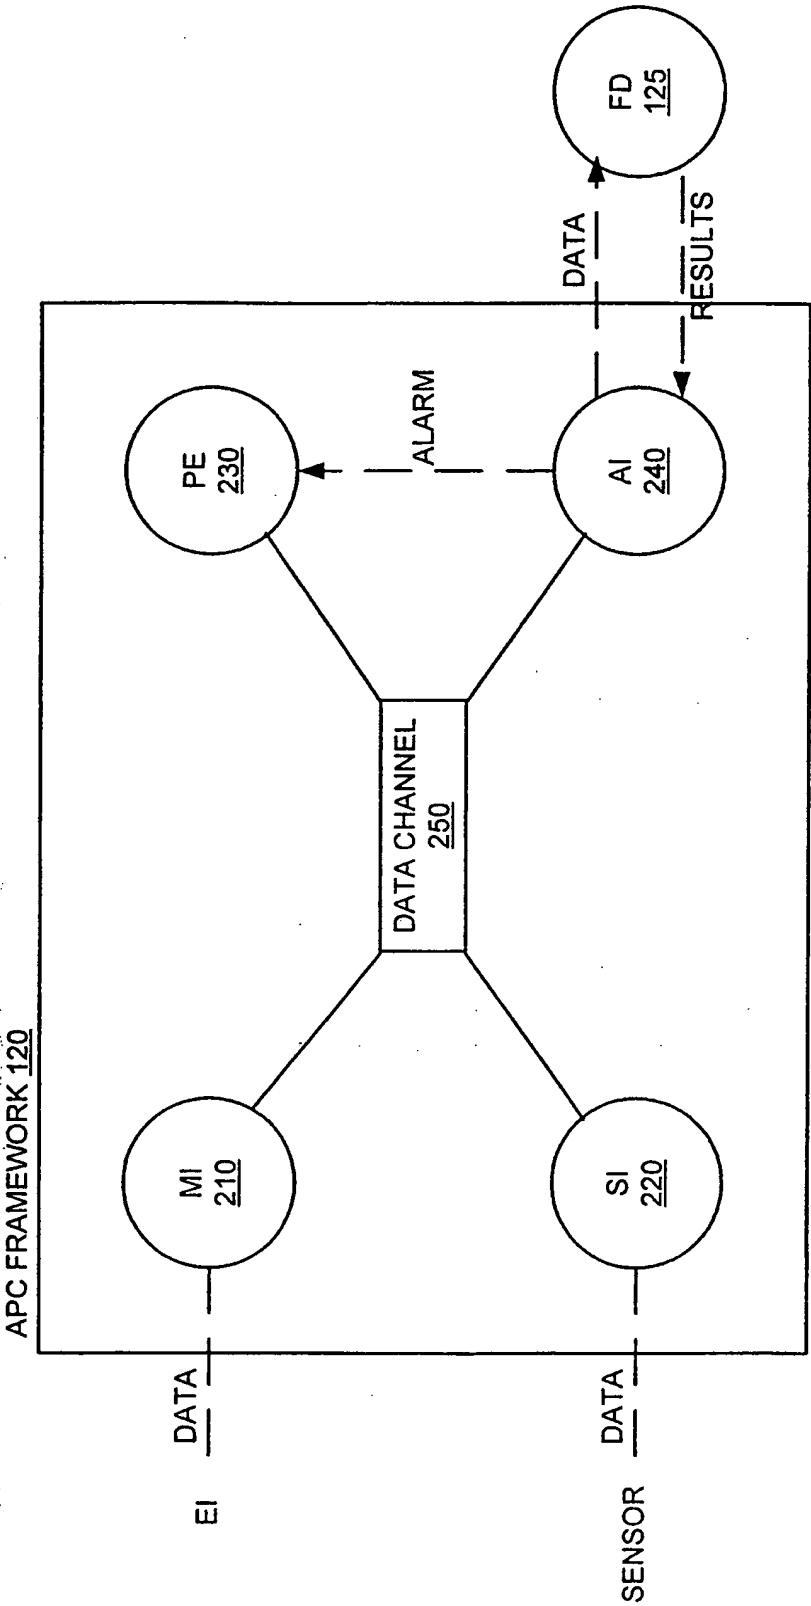 APC FRAMEWORK 120
EI
DATA
MI
210
PE
230
DATA CHANNEL
250
ALARM
SENSOR
DATA
SI
220
AI
240
DATA
RESULTS
FD
125